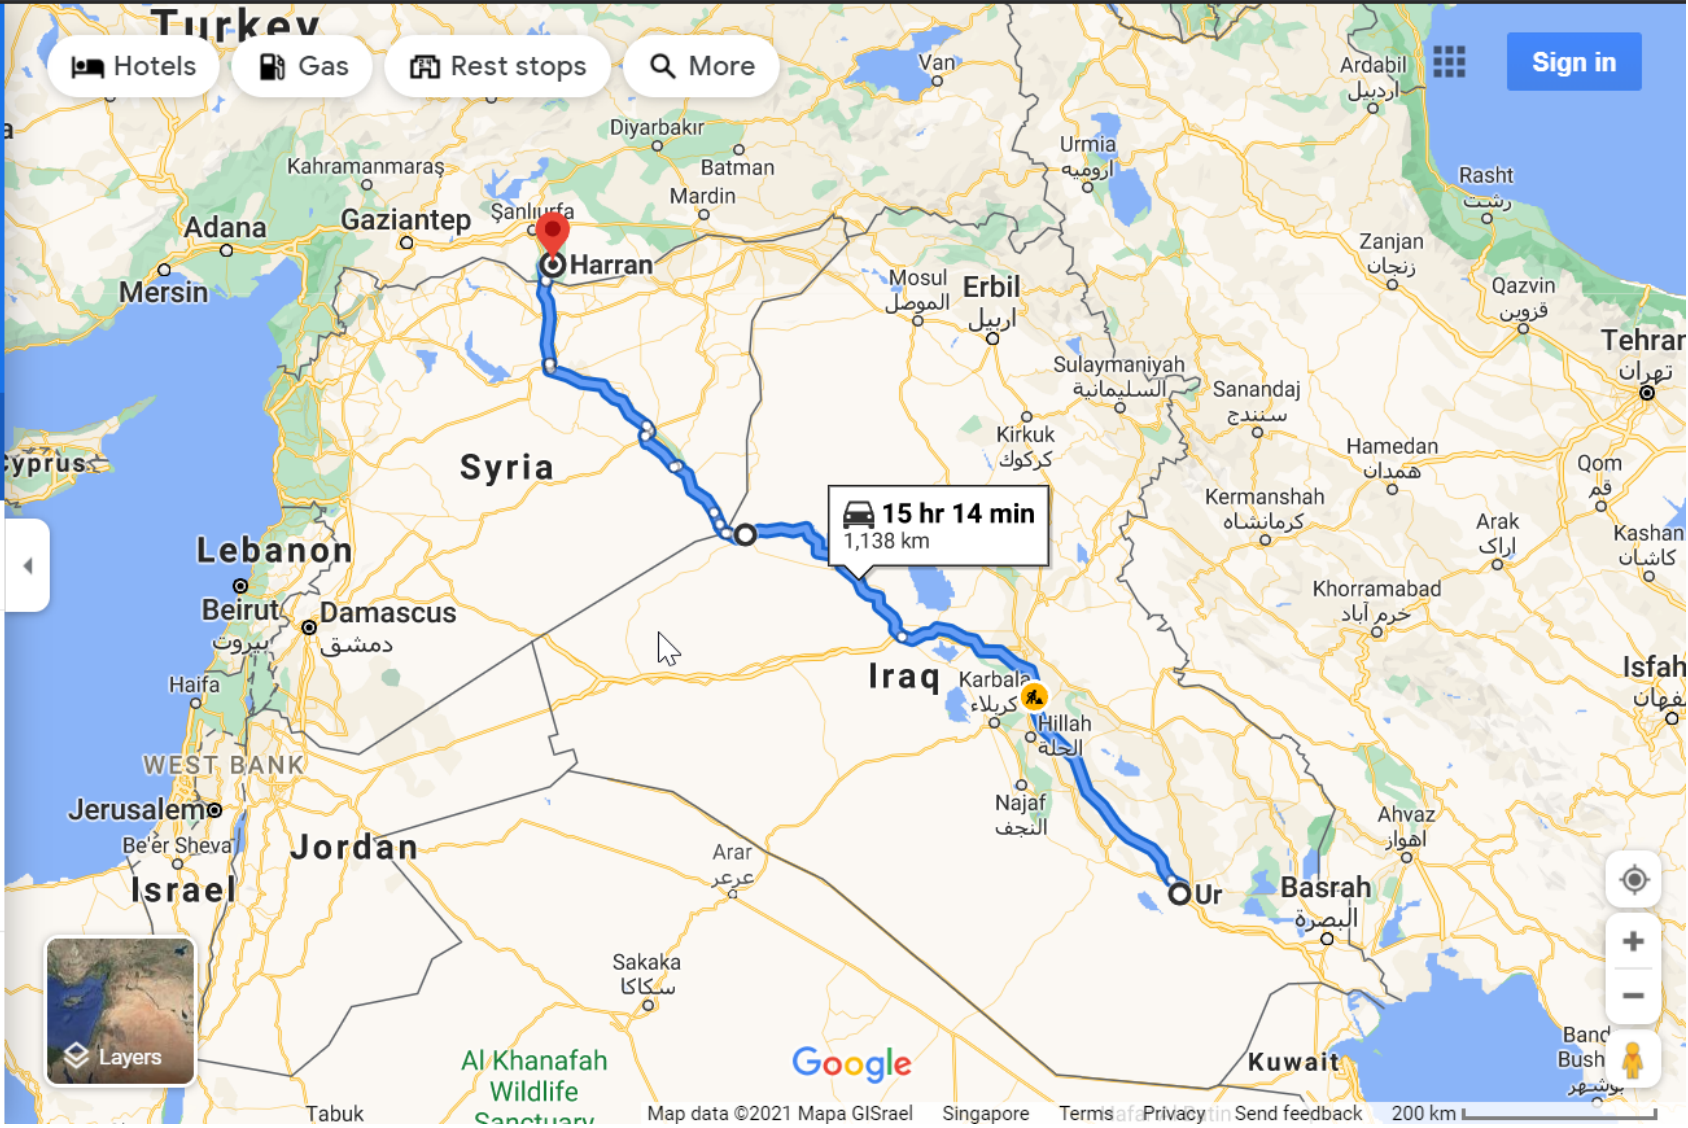 Turkey
Hotels
Gas
Rest stops
More
Van
Ardabil
اردبیل
Sign in
Diyarbakır
Batman
Urmia
ارومیه
Kahramanmaraş
Mardin
Rasht
رشت
Adana
Gaziantep
Şanlıurfa
Harran
Zanjan
زنجان
Mersin
Mosul
الموصل
Erbil
اربيل
Qazvin
قزوین
Tehran
تهران
Sulaymaniyah
السليمانية
Sanandaj
سنندج
Kirkuk
كركوك
Hamedan
همدان
Cyprus
Syria
Qom
قم
Kermanshah
کرمانشاه
15 hr 14 min
1,138 km
Arak
اراک
Kashan
کاشان
Lebanon
Beirut
بيروت
Damascus
دمشق
Khorramabad
خرم آباد
Haifa
Iraq
Karbala
كربلاء
Isfah
Hillah
الحلة
WEST BANK
Jerusalem
Be'er Sheva
Israel
Jordan
Najaf
النجف
Ahvaz
اهواز
Arar
عرعر
Ur
Basrah
البصرة
Sakaka
سكاكا
Layers
Al Khanafah
Wildlife
Sanctuary
Google
Kuwait
Band
Bush
بوشهر
Tabuk
Map data ©2021 Mapa GISrael
Singapore
Terms
Privacy
Send feedback
200 km